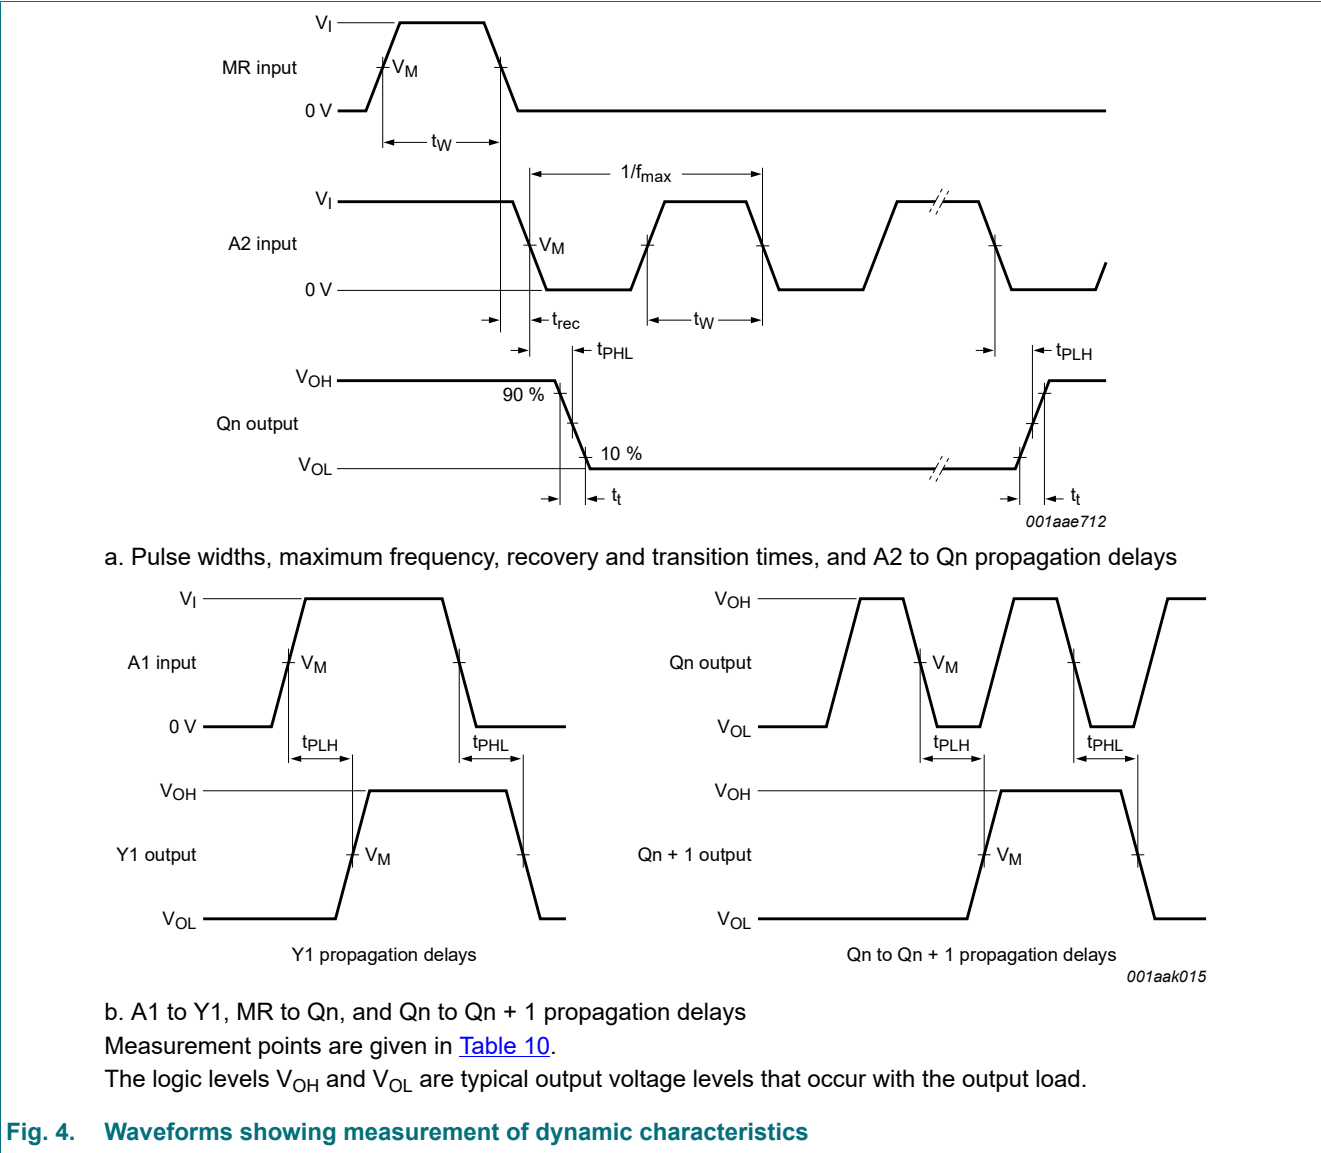 VI
MR input
VM
0 V
tW
1/fmax
VI
A2 input
VM
0 V
trec
tW
tPHL
tPLH
VOH
90 %
Qn output
10 %
VOL
tt
tt
001aae712
a. Pulse widths, maximum frequency, recovery and transition times, and A2 to Qn propagation delays
VI
A1 input
VM
0 V
tPLH
tPHL
VOH
Y1 output
VM
VOL
Y1 propagation delays
VOH
Qn output
VM
VOL
tPLH
tPHL
VOH
Qn + 1 output
VM
VOL
Qn to Qn + 1 propagation delays
001aak015
b. A1 to Y1, MR to Qn, and Qn to Qn + 1 propagation delays
Measurement points are given in Table 10.
The logic levels VOH and VOL are typical output voltage levels that occur with the output load.
Fig. 4. Waveforms showing measurement of dynamic characteristics